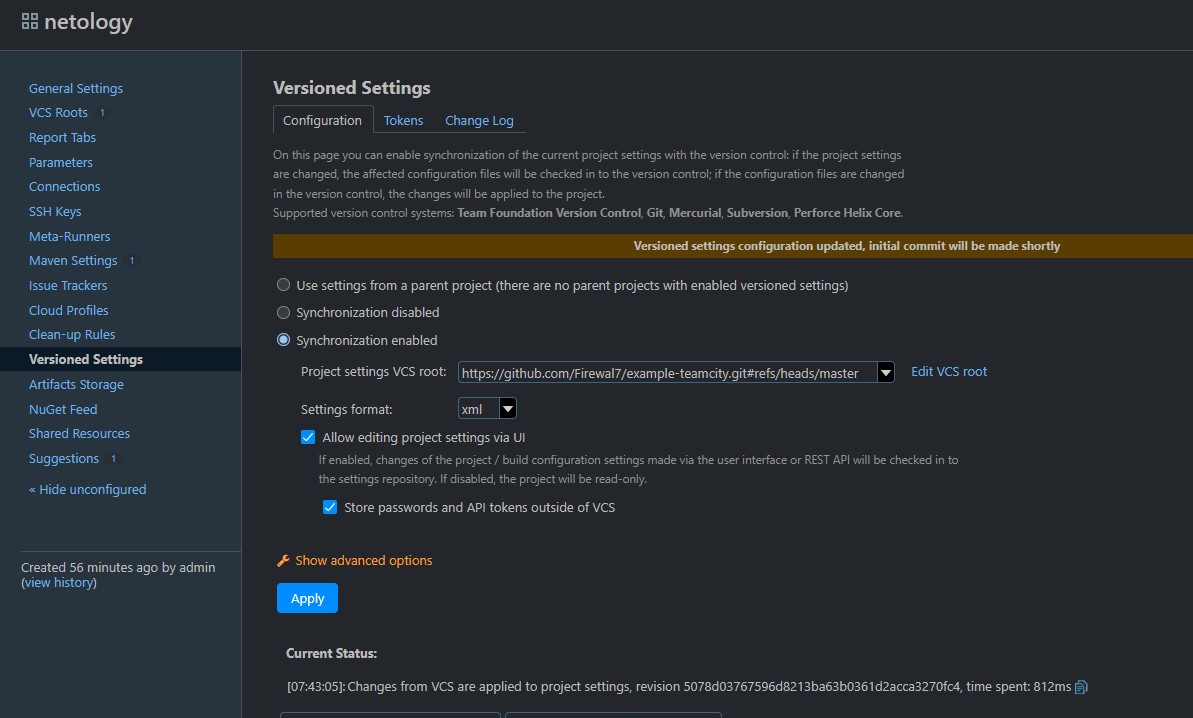 netology
General Settings
VCS Roots 1
Report Tabs
Parameters
Connections
SSH Keys
Meta-Runners
Maven Settings 1
Issue Trackers
Cloud Profiles
Clean-up Rules
Versioned Settings
Artifacts Storage
NuGet Feed
Shared Resources
Suggestions 1
« Hide unconfigured
Created 56 minutes ago by admin
(view history)
Versioned Settings
Configuration Tokens Change Log
On this page you can enable synchronization of the current project settings with the version control: if the project settings
are changed, the affected configuration files will be checked in to the version control; if the configuration files are changed
in the version control, the changes will be applied to the project.
Supported version control systems: Team Foundation Version Control, Git, Mercurial, Subversion, Perforce Helix Core.
Versioned settings configuration updated, initial commit will be made shortly
Use settings from a parent project (there are no parent projects with enabled versioned settings)
Synchronization disabled
Synchronization enabled
Project settings VCS root: https://github.com/Firewal7/example-teamcity.git#refs/heads/master Edit VCS root
Settings format: xml
Allow editing project settings via UI
If enabled, changes of the project / build configuration settings made via the user interface or REST API will be checked in to
the settings repository. If disabled, the project will be read-only.
Store passwords and API tokens outside of VCS
Show advanced options
Apply
Current Status:
[07:43:05]: Changes from VCS are applied to project settings, revision 5078d03767596d8213ba63b0361d2acca3270fc4, time spent: 812ms